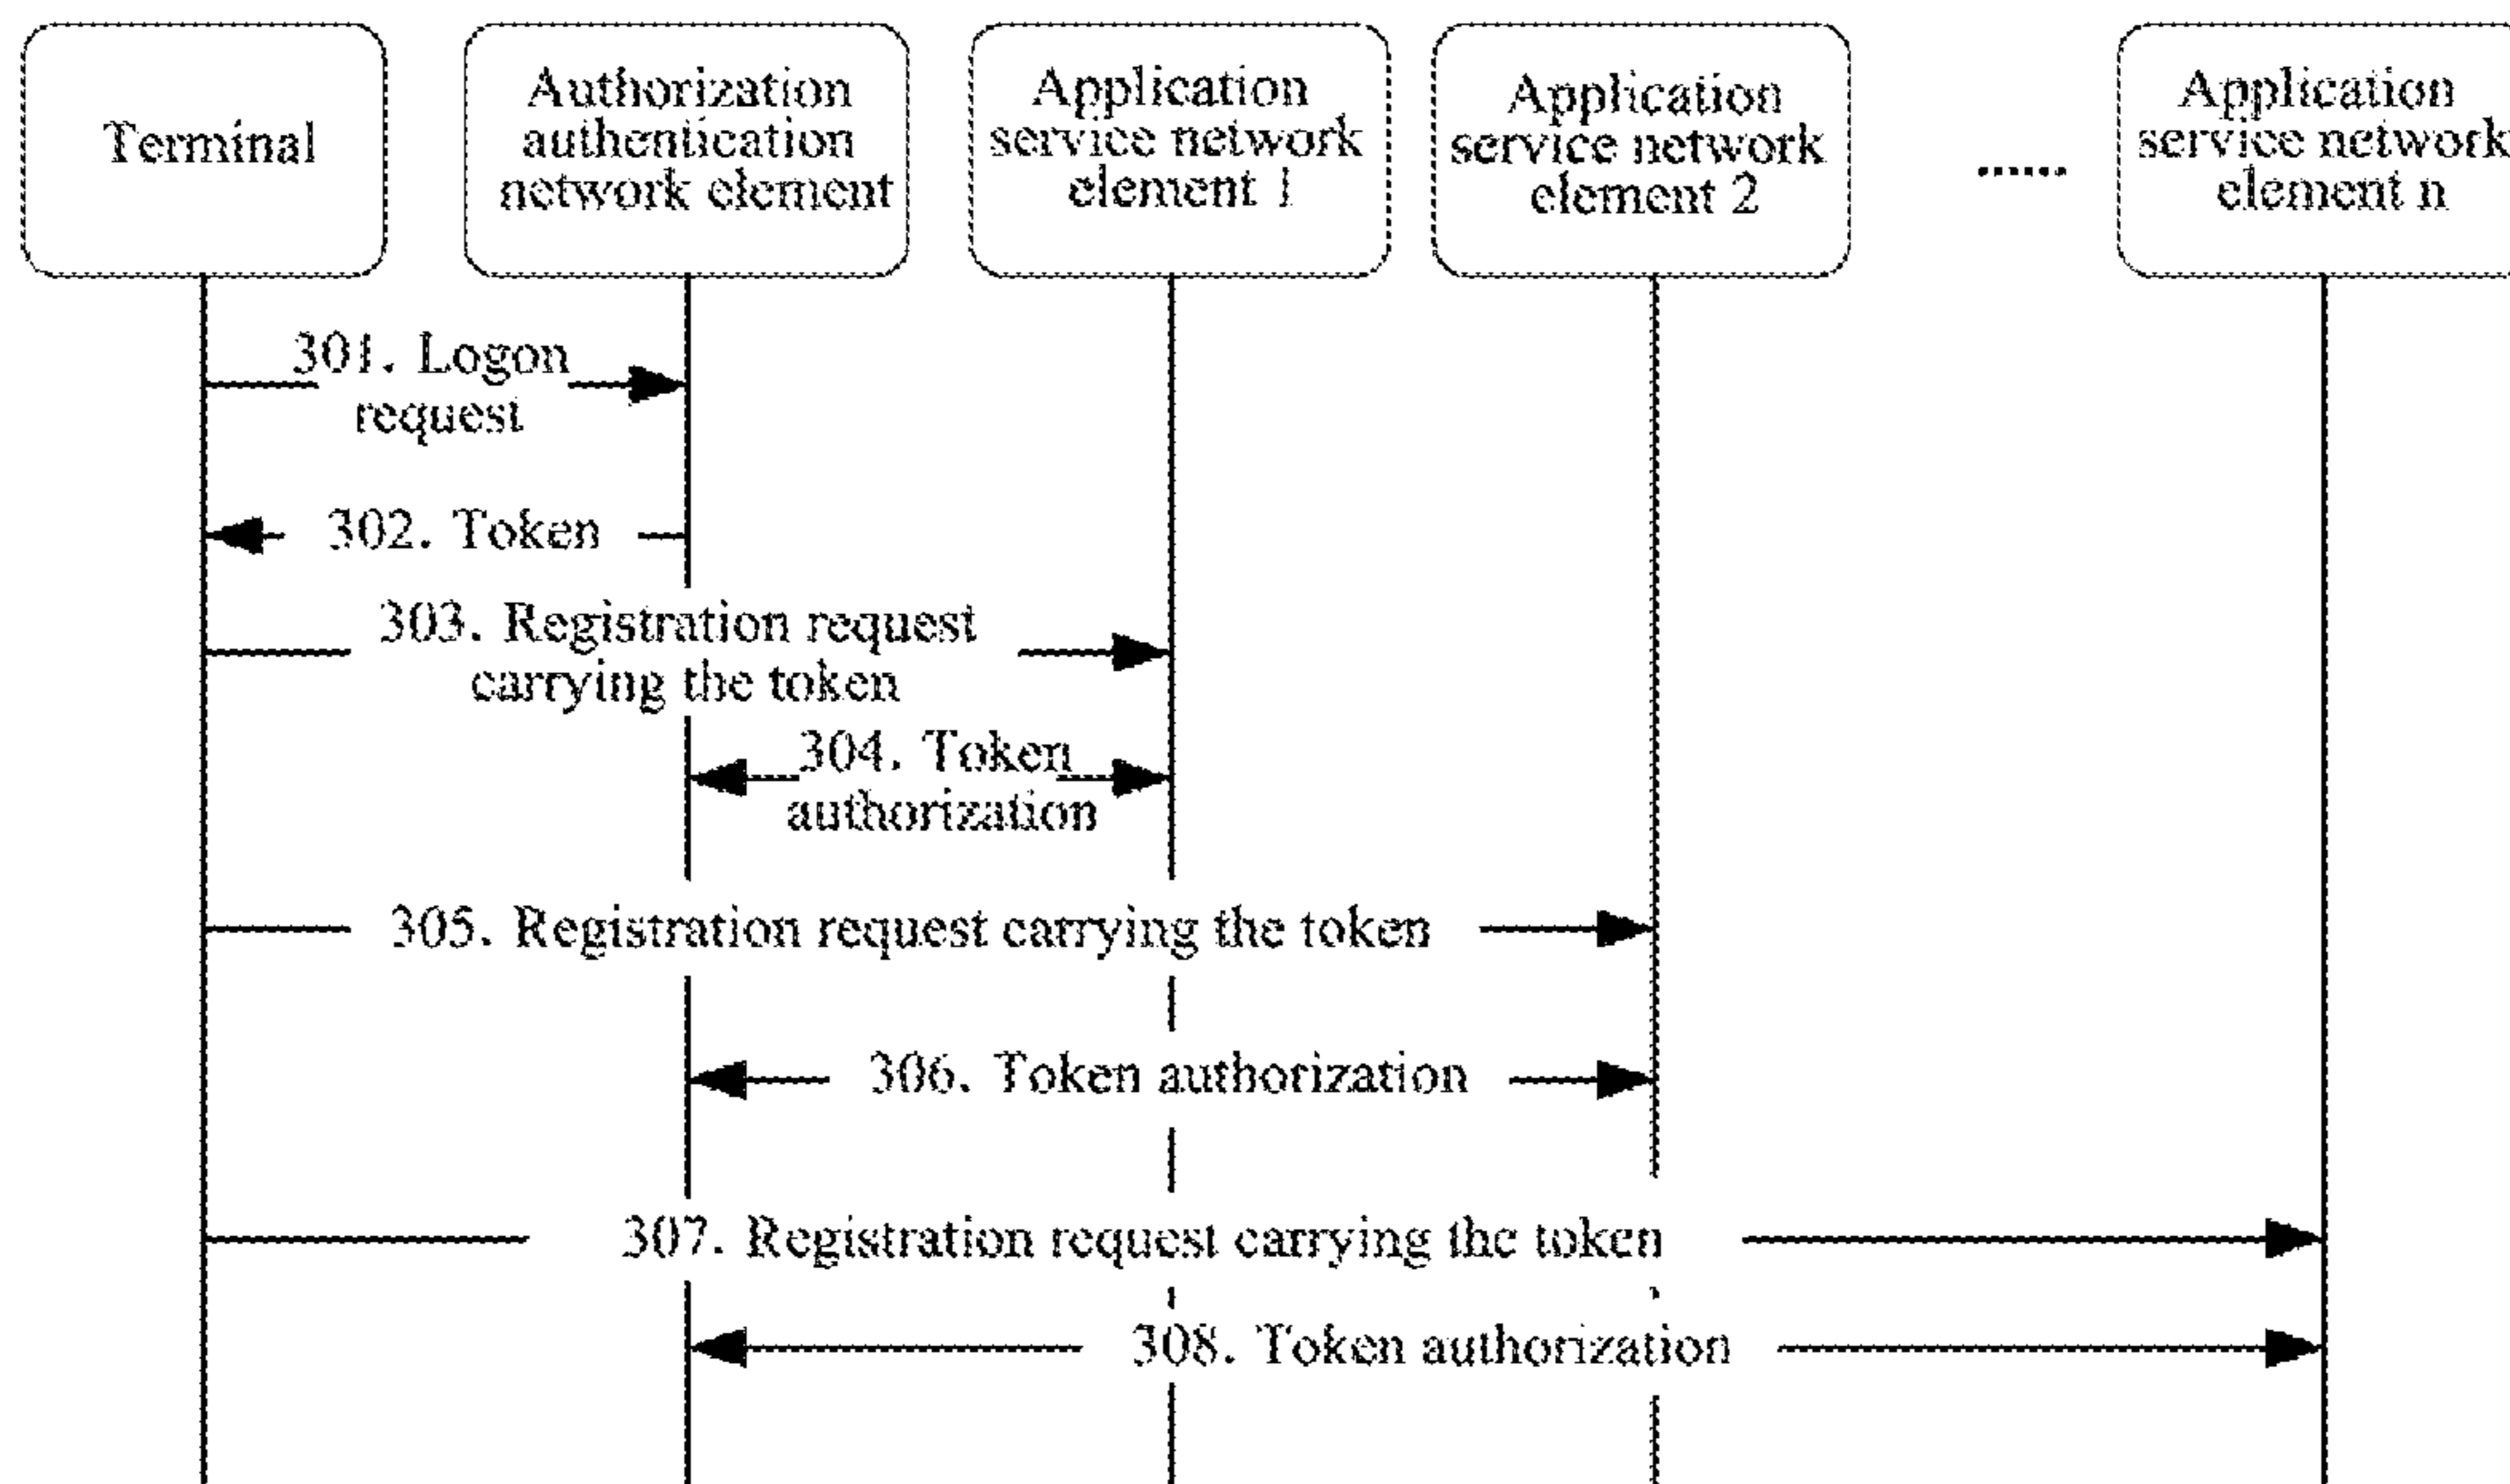 Terminal
Authorization
authentication
network element
Application
service network
element 1
Application
service network
element 2
......
Application
service network
element n
301. Logon
request
302. Token
303. Registration request
carrying the token
304. Token
authorization
305. Registration request carrying the token
306. Token authorization
307. Registration request carrying the token
308. Token authorization